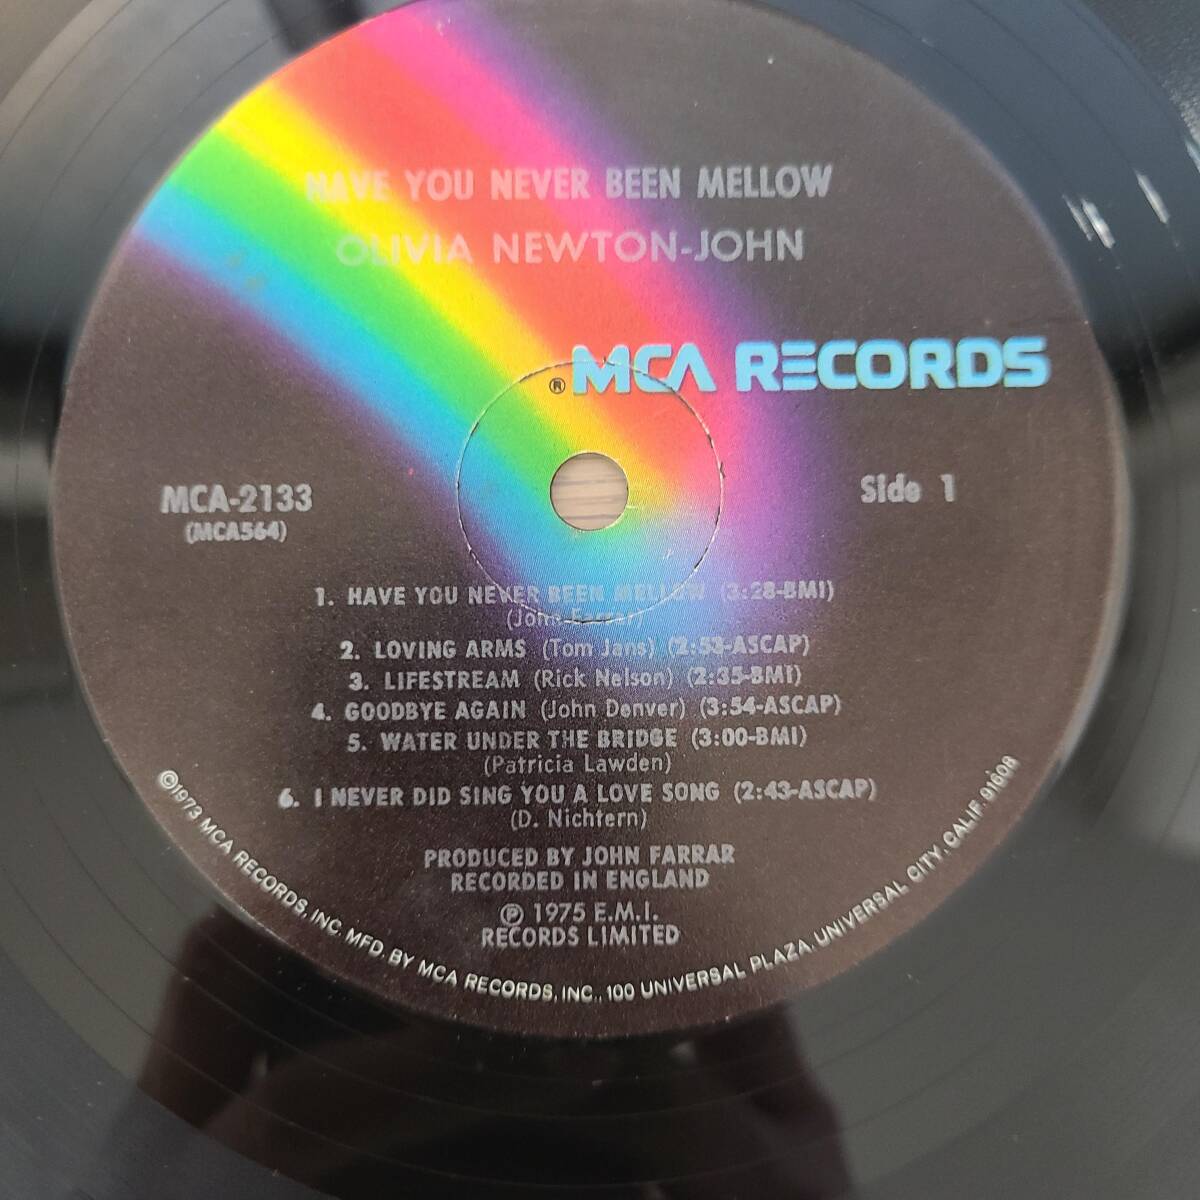 HAVE YOU NEVER BEEN MELLOW
OLIVIA NEWTON-JOHN
® MCA RECORDS
MCA-2133
(MCA564)
Side 1
1. HAVE YOU NEVER BEEN MELLOW (3:28-BMI)
(John Farrar)
2. LOVING ARMS (Tom Jans) (2:53-ASCAP)
3. LIFESTREAM (Rick Nelson) (2:35-BMI)
4. GOODBYE AGAIN (John Denver) (3:54-ASCAP)
5. WATER UNDER THE BRIDGE (3:00-BMI)
(Patricia Lawden)
6. I NEVER DID SING YOU A LOVE SONG (2:43-ASCAP)
(D. Nichtern)
PRODUCED BY JOHN FARRAR
RECORDED IN ENGLAND
℗ 1975 E.M.I.
RECORDS LIMITED
©1973 MCA RECORDS, INC. MFD. BY MCA RECORDS, INC., 100 UNIVERSAL PLAZA, UNIVERSAL CITY, CALIF. 91608